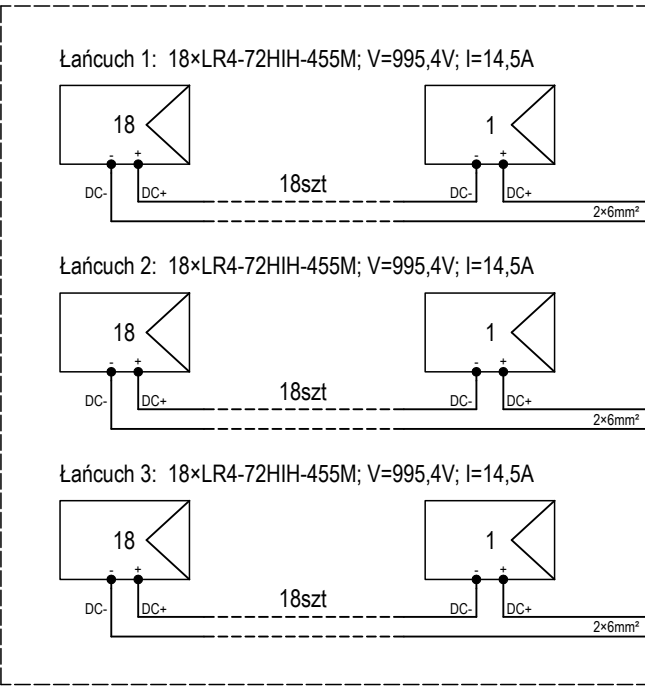 Łańcuch 1: 18×LR4-72HIH-455M; V=995,4V; I=14,5A
18 1
- + - +
18szt
DC- DC+ DC- DC+
2×6mm²
Łańcuch 2: 18×LR4-72HIH-455M; V=995,4V; I=14,5A
18 1
- + - +
18szt
DC- DC+ DC- DC+
2×6mm²
Łańcuch 3: 18×LR4-72HIH-455M; V=995,4V; I=14,5A
18 1
- + - +
18szt
DC- DC+ DC- DC+
2×6mm²